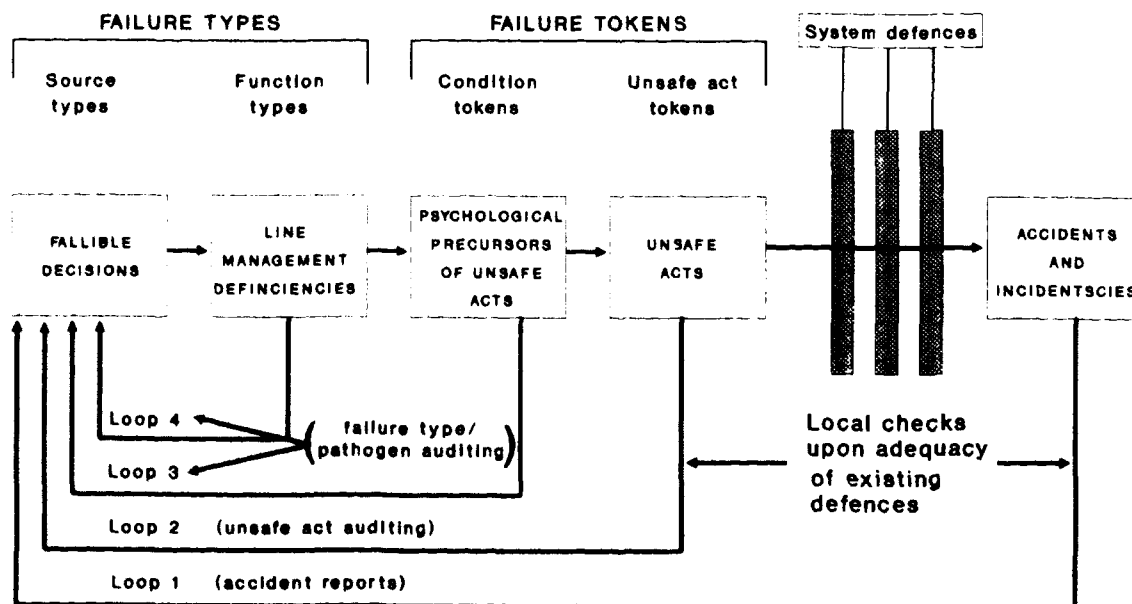 FAILURE TYPES
FAILURE TOKENS
System defences
Source
types
Function
types
Condition
tokens
Unsafe act
tokens
FALLIBLE
DECISIONS
LINE
MANAGEMENT
DEFINCIENCIES
PSYCHOLOGICAL
PRECURSORS
OF UNSAFE
ACTS
UNSAFE
ACTS
ACCIDENTS
AND
INCIDENTSCIES
Loop 4
(failure type/
pathogen auditing)
Loop 3
Loop 2 (unsafe act auditing)
Loop 1 (accident reports)
Local checks
upon adequacy
of existing
defences